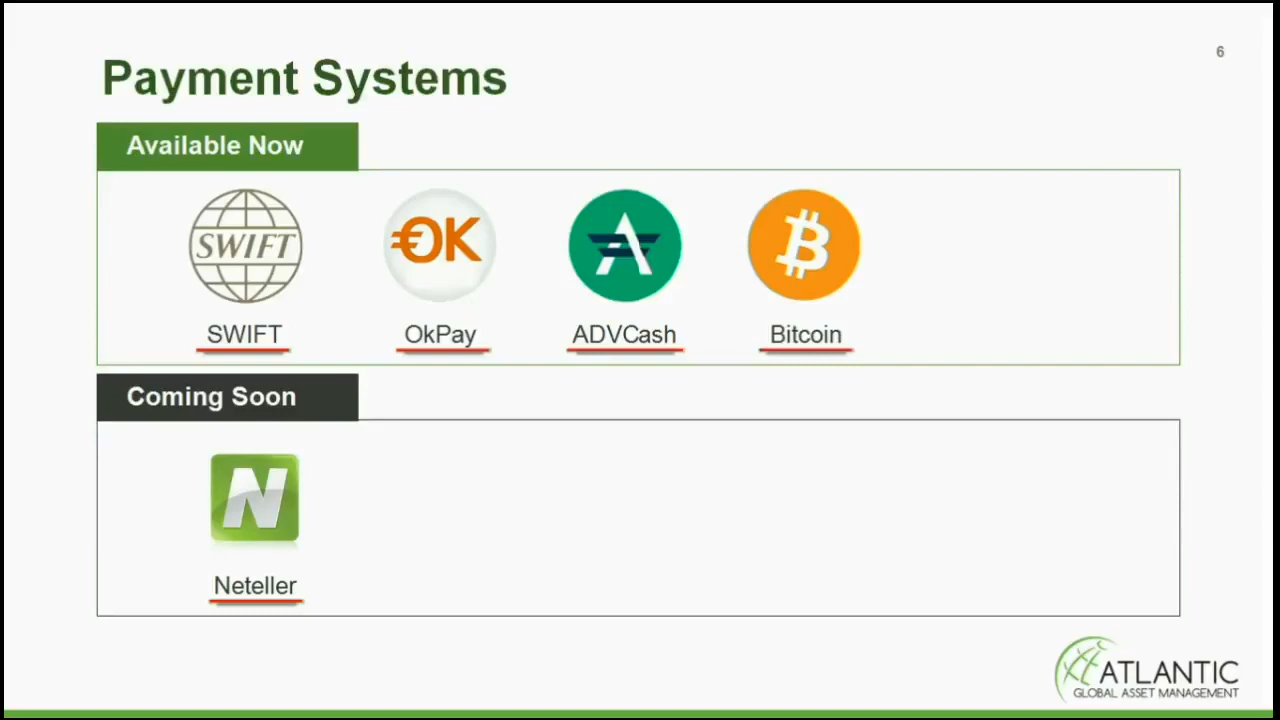 6
Payment Systems
Available Now
SWIFT
€OK
SWIFT
OkPay
ADVCash
Bitcoin
Coming Soon
N
Neteller
ATLANTIC
GLOBAL ASSET MANAGEMENT